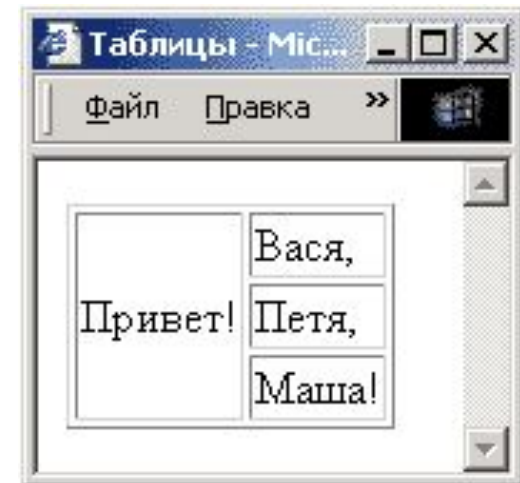 Таблицы - Mic...
Файл Правка »
Привет!
Вася,
Петя,
Маша!